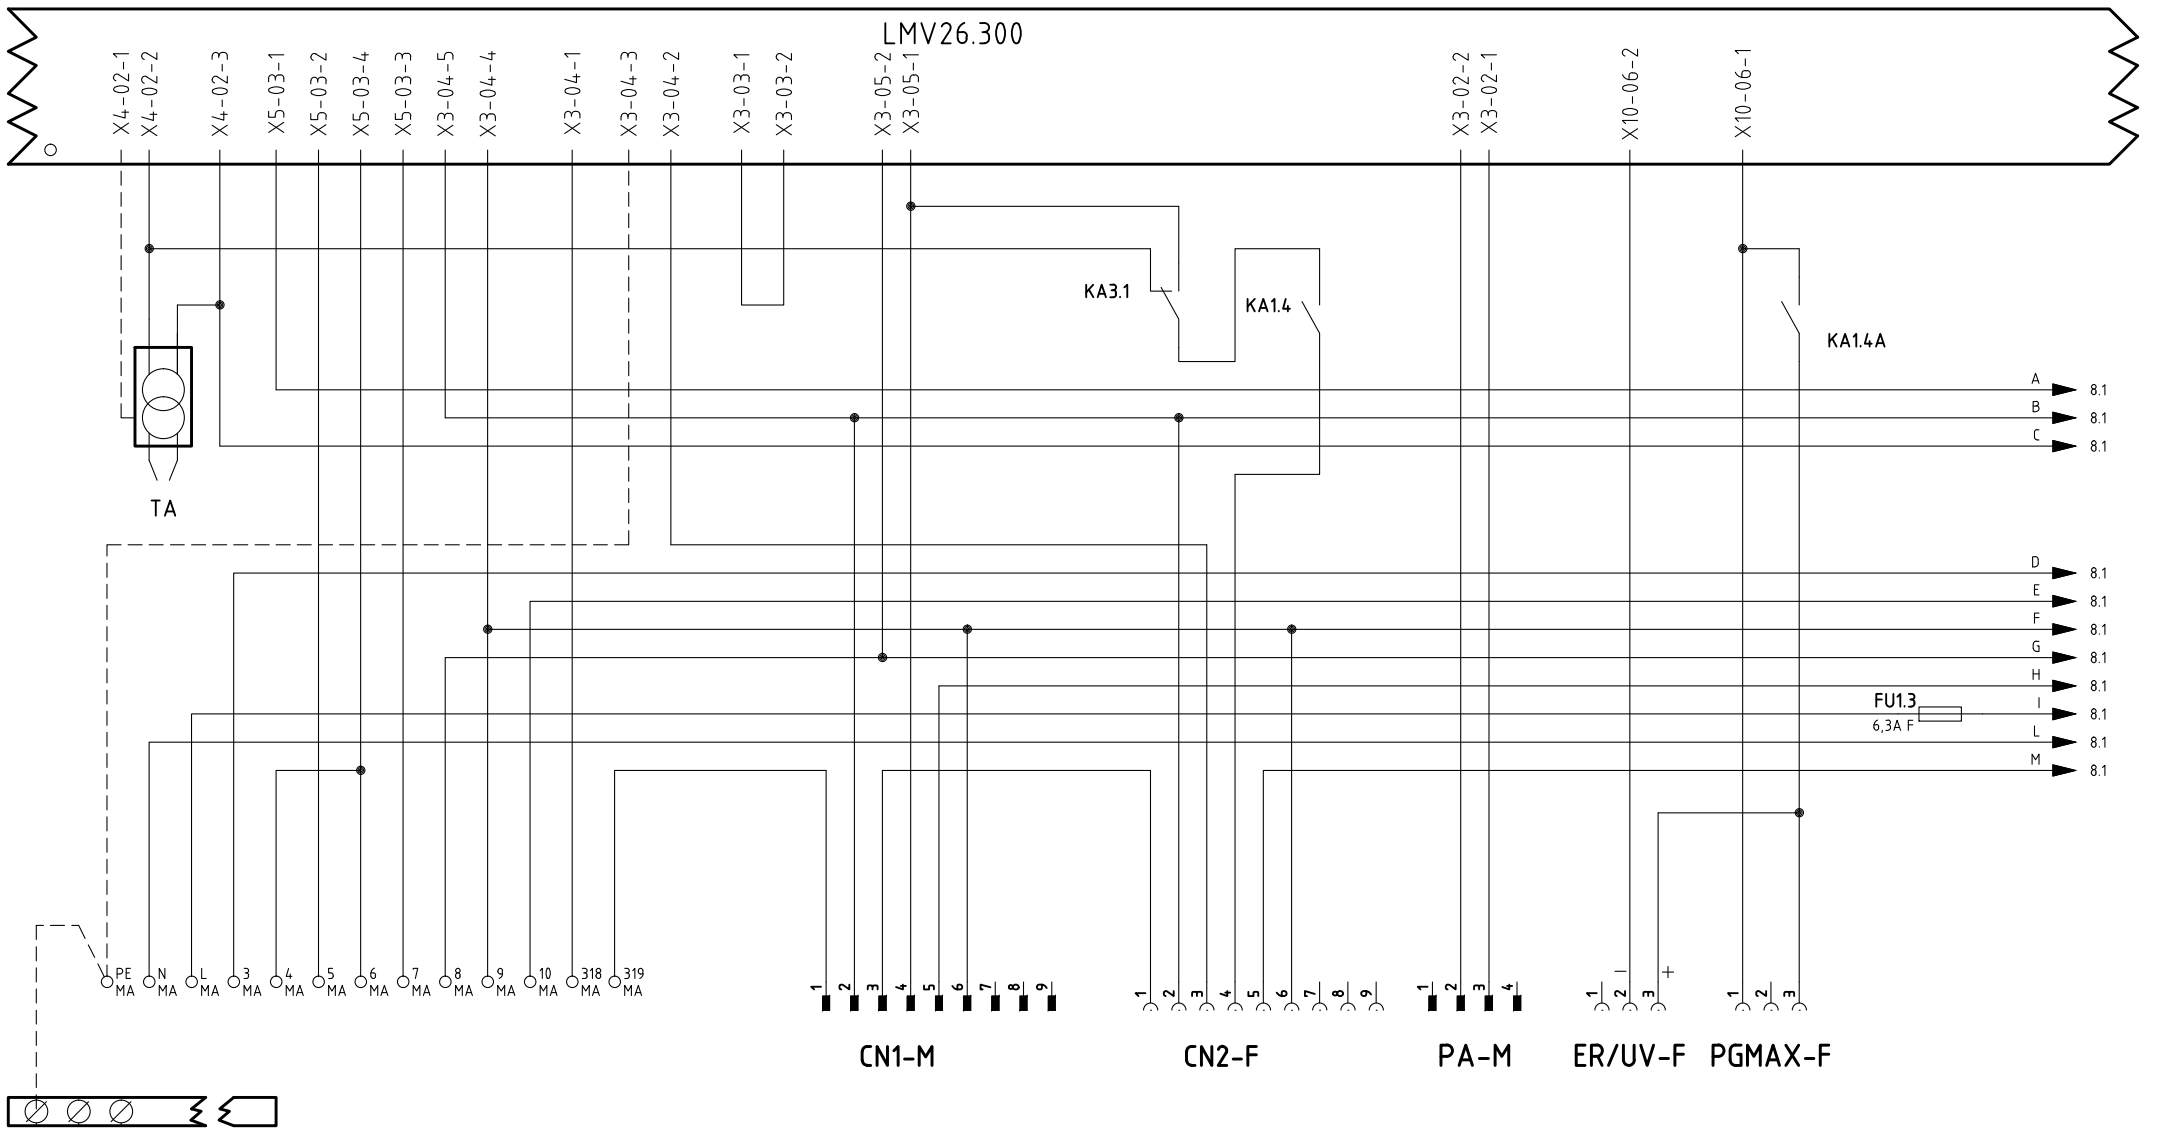 LMV26.300
X4-02-1
X4-02-2
X4-02-3
X5-03-1
X5-03-2
X5-03-4
X5-03-3
X3-04-5
X3-04-4
X3-04-1
X3-04-3
X3-04-2
X3-03-1
X3-03-2
X3-05-2
X3-05-1
X3-02-2
X3-02-1
X10-06-2
X10-06-1
KA3.1
KA1.4
KA1.4A
A 8.1
B 8.1
C 8.1
TA
D 8.1
E 8.1
F 8.1
G 8.1
H 8.1
FU1.3
6,3A F
I 8.1
L 8.1
M 8.1
PE MA
N MA
L MA
3 MA
4 MA
5 MA
6 MA
7 MA
8 MA
9 MA
10 MA
318 MA
319 MA
1 2 3 4 5 6 7 8 9
1 2 3 4 5 6 7 8 9
1 2 3 4
− +
1 2 3
1 2 3
CN1-M
CN2-F
PA-M
ER/UV-F
PGMAX-F